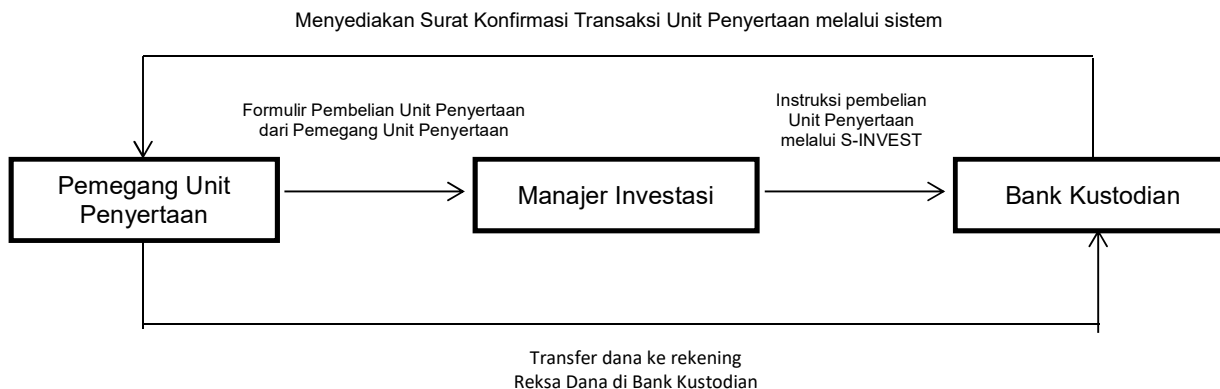 Menyediakan Surat Konfirmasi Transaksi Unit Penyertaan melalui sistem
Formulir Pembelian Unit Penyertaan
dari Pemegang Unit Penyertaan
Instruksi pembelian
Unit Penyertaan
melalui S-INVEST
Pemegang Unit
Penyertaan
Manajer Investasi
Bank Kustodian
Transfer dana ke rekening
Reksa Dana di Bank Kustodian